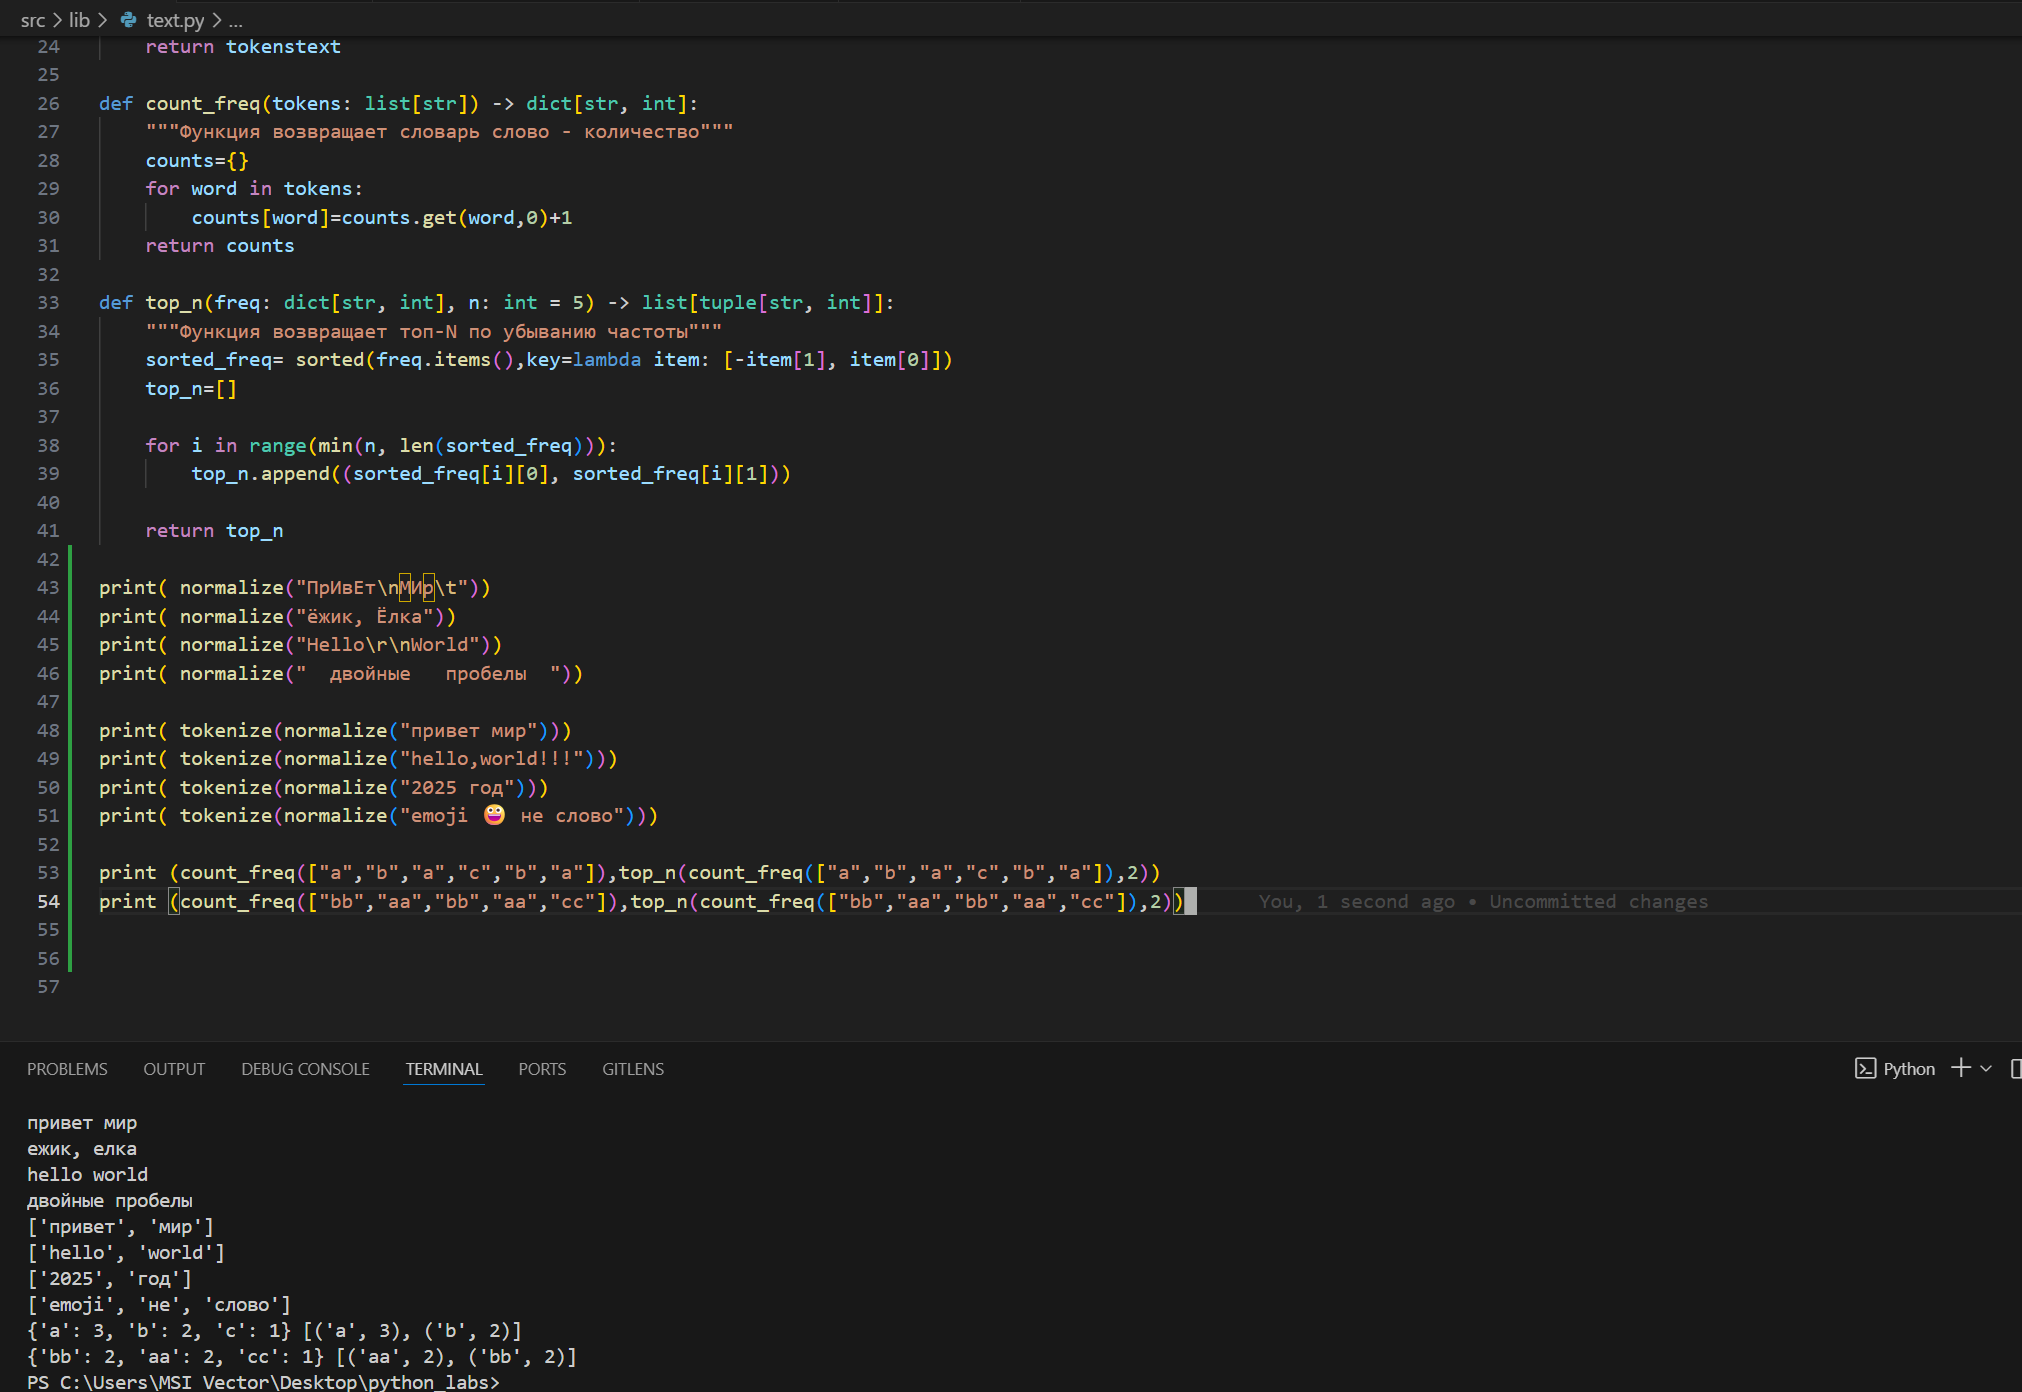 src > lib > text.py > ...
24     return tokenstext
25
26 def count_freq(tokens: list[str]) -> dict[str, int]:
27     """Функция возвращает словарь слово - количество"""
28     counts={}
29     for word in tokens:
30         counts[word]=counts.get(word,0)+1
31     return counts
32
33 def top_n(freq: dict[str, int], n: int = 5) -> list[tuple[str, int]]:
34     """Функция возвращает топ-N по убыванию частоты"""
35     sorted_freq= sorted(freq.items(),key=lambda item: [-item[1], item[0]])
36     top_n=[]
37
38     for i in range(min(n, len(sorted_freq))):
39         top_n.append((sorted_freq[i][0], sorted_freq[i][1]))
40
41     return top_n
42
43 print( normalize("ПрИвЕт\nМИр\t"))
44 print( normalize("ёжик, Ёлка"))
45 print( normalize("Hello\r\nWorld"))
46 print( normalize("  двойные   пробелы  "))
47
48 print( tokenize(normalize("привет мир")))
49 print( tokenize(normalize("hello,world!!!")))
50 print( tokenize(normalize("2025 год")))
51 print( tokenize(normalize("emoji 😀 не слово")))
52
53 print (count_freq(["a","b","a","c","b","a"]),top_n(count_freq(["a","b","a","c","b","a"]),2))
54 print (count_freq(["bb","aa","bb","aa","cc"]),top_n(count_freq(["bb","aa","bb","aa","cc"]),2)) You, 1 second ago • Uncommitted changes
55
56
57
PROBLEMS OUTPUT DEBUG CONSOLE TERMINAL PORTS GITLENS Python
привет мир
ежик, елка
hello world
двойные пробелы
['привет', 'мир']
['hello', 'world']
['2025', 'год']
['emoji', 'не', 'слово']
{'a': 3, 'b': 2, 'c': 1} [('a', 3), ('b', 2)]
{'bb': 2, 'aa': 2, 'cc': 1} [('aa', 2), ('bb', 2)]
PS C:\Users\MSI Vector\Desktop\python_labs>